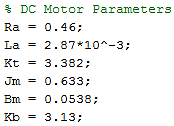 % DC Motor Parameters
Ra = 0.46;
La = 2.87*10^-3;
Kt = 3.382;
Jm = 0.633;
Bm = 0.0538;
Kb = 3.13;